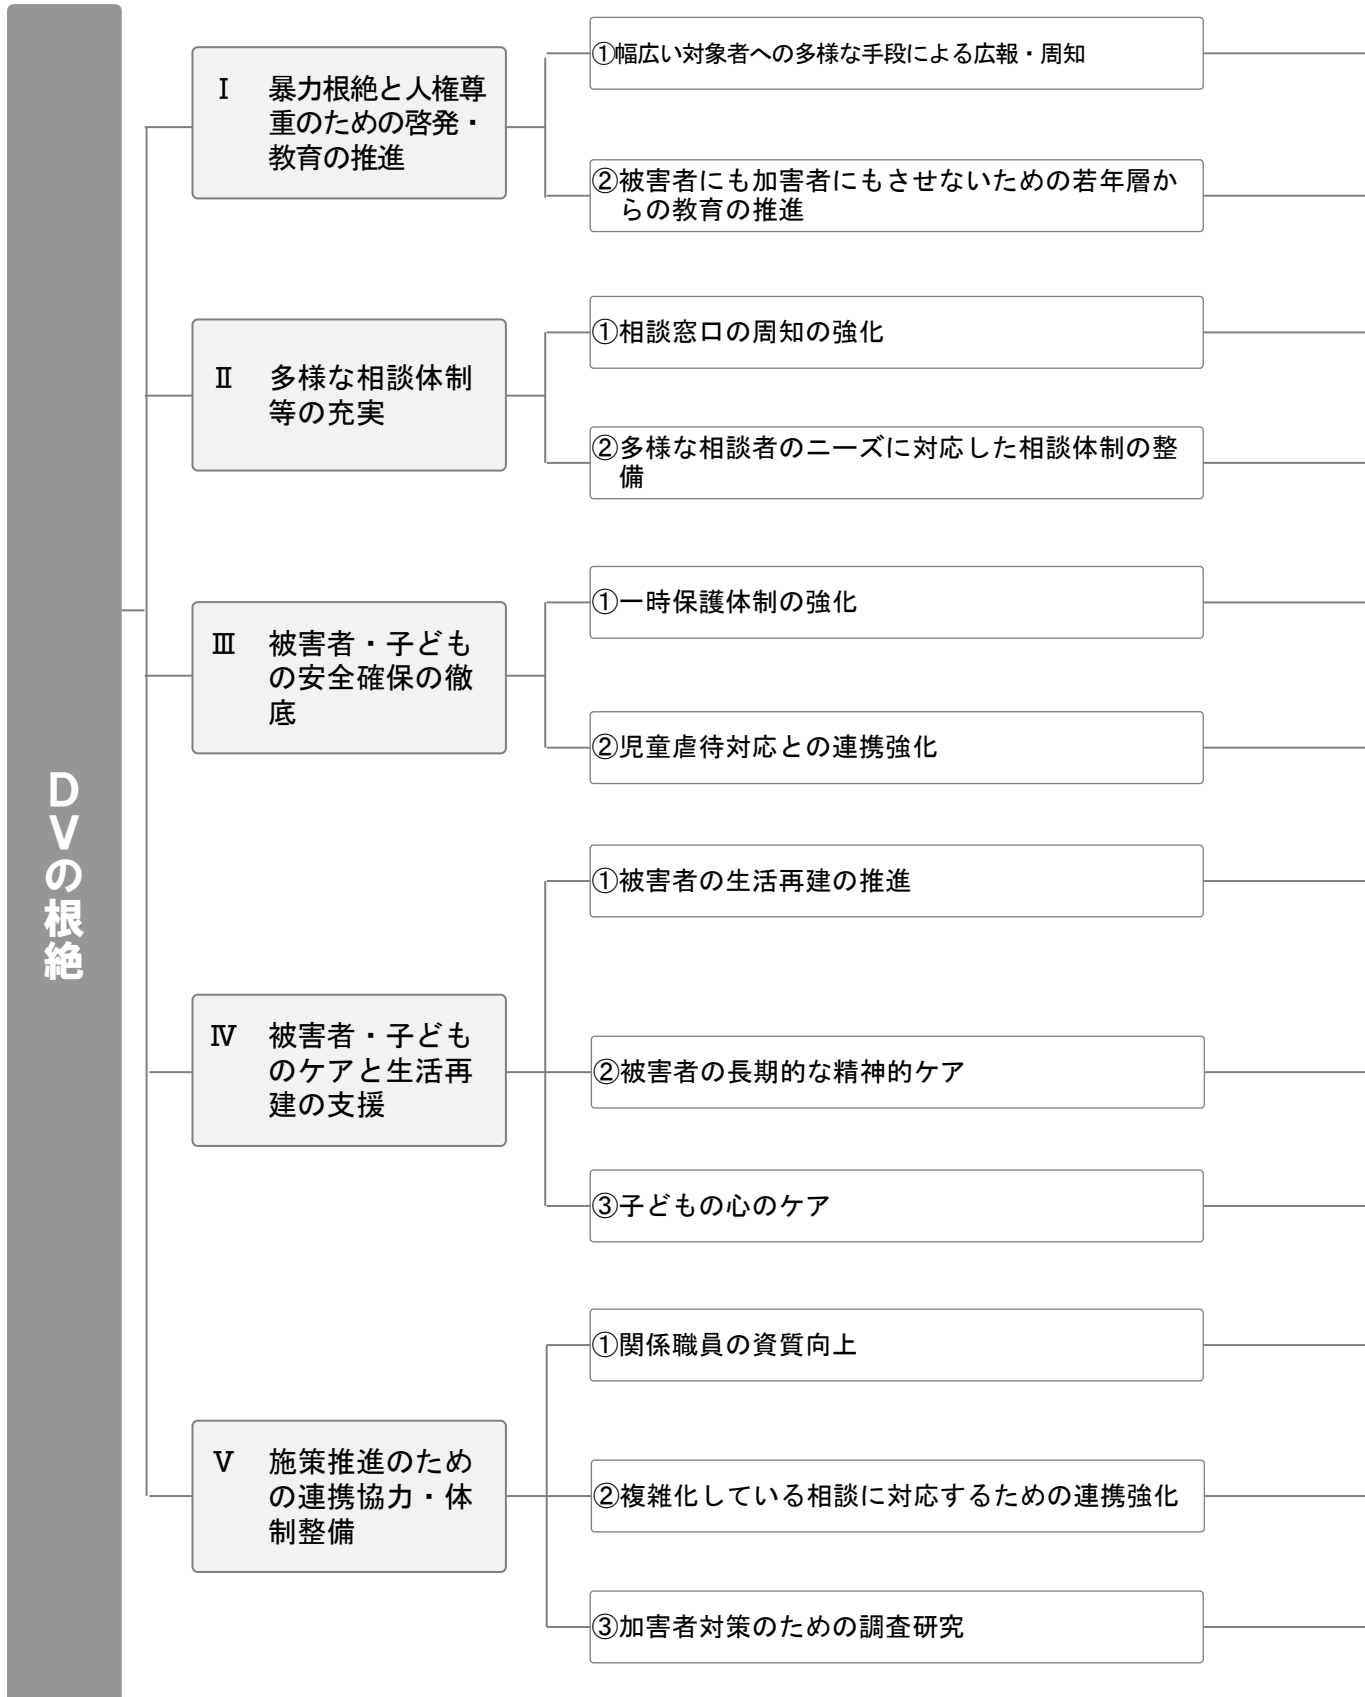 DVの根絶
Ⅰ 暴力根絶と人権尊
重のための啓発・
教育の推進
①幅広い対象者への多様な手段による広報・周知
②被害者にも加害者にもさせないための若年層か
らの教育の推進
Ⅱ 多様な相談体制
等の充実
①相談窓口の周知の強化
②多様な相談者のニーズに対応した相談体制の整
備
Ⅲ 被害者・子ども
の安全確保の徹
底
①一時保護体制の強化
②児童虐待対応との連携強化
Ⅳ 被害者・子ども
のケアと生活再
建の支援
①被害者の生活再建の推進
②被害者の長期的な精神的ケア
③子どもの心のケア
Ⅴ 施策推進のため
の連携協力・体
制整備
①関係職員の資質向上
②複雑化している相談に対応するための連携強化
③加害者対策のための調査研究